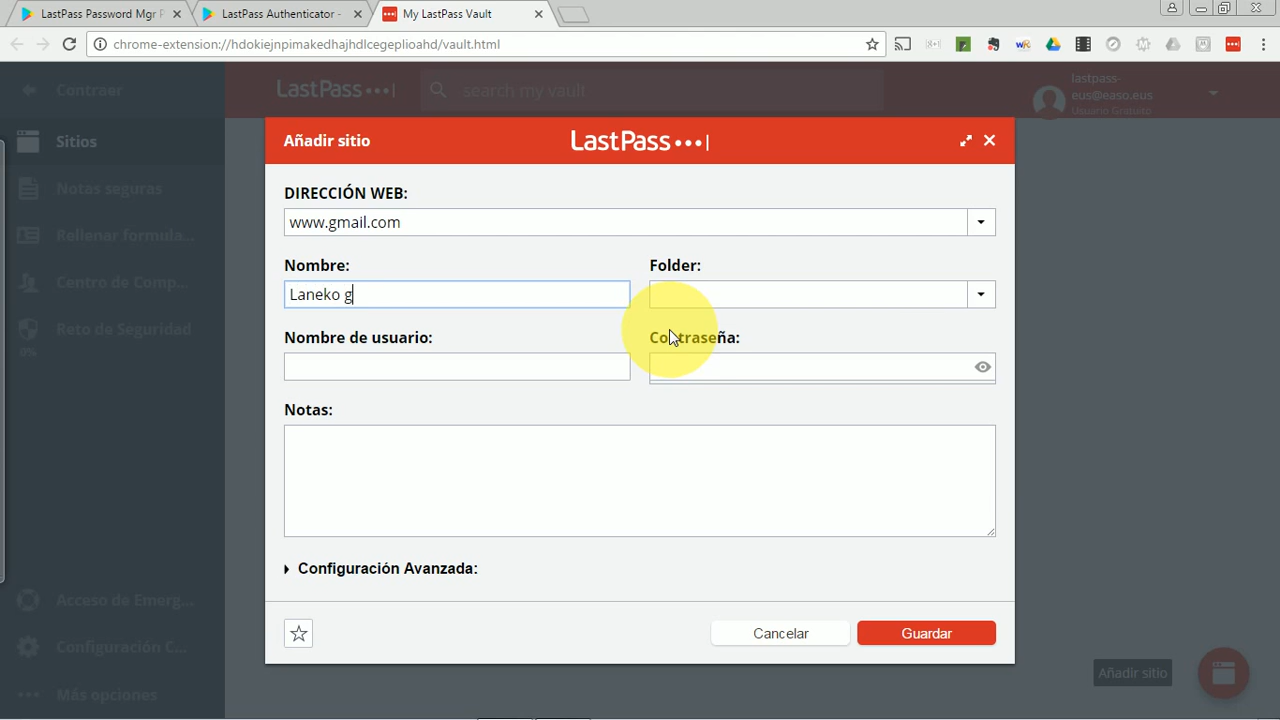 LastPass Password Mgr P
LastPass Authenticator -
My LastPass Vault
chrome-extension://hdokiejnpimakedhajhdlcegeplioahd/vault.html
Contraer
LastPass
search my vault
lastpass-
eus@easo.eus
Usuario Gratuito
Sitios
Notas seguras
Rellenar formula...
Centro de Comp...
Reto de Seguridad
0%
Acceso de Emerg...
Configuración C...
Más opciones
Añadir sitio
LastPass
DIRECCIÓN WEB:
www.gmail.com
Nombre:
Folder:
Laneko g
Nombre de usuario:
Contraseña:
Notas:
Configuración Avanzada:
Cancelar
Guardar
Añadir sitio